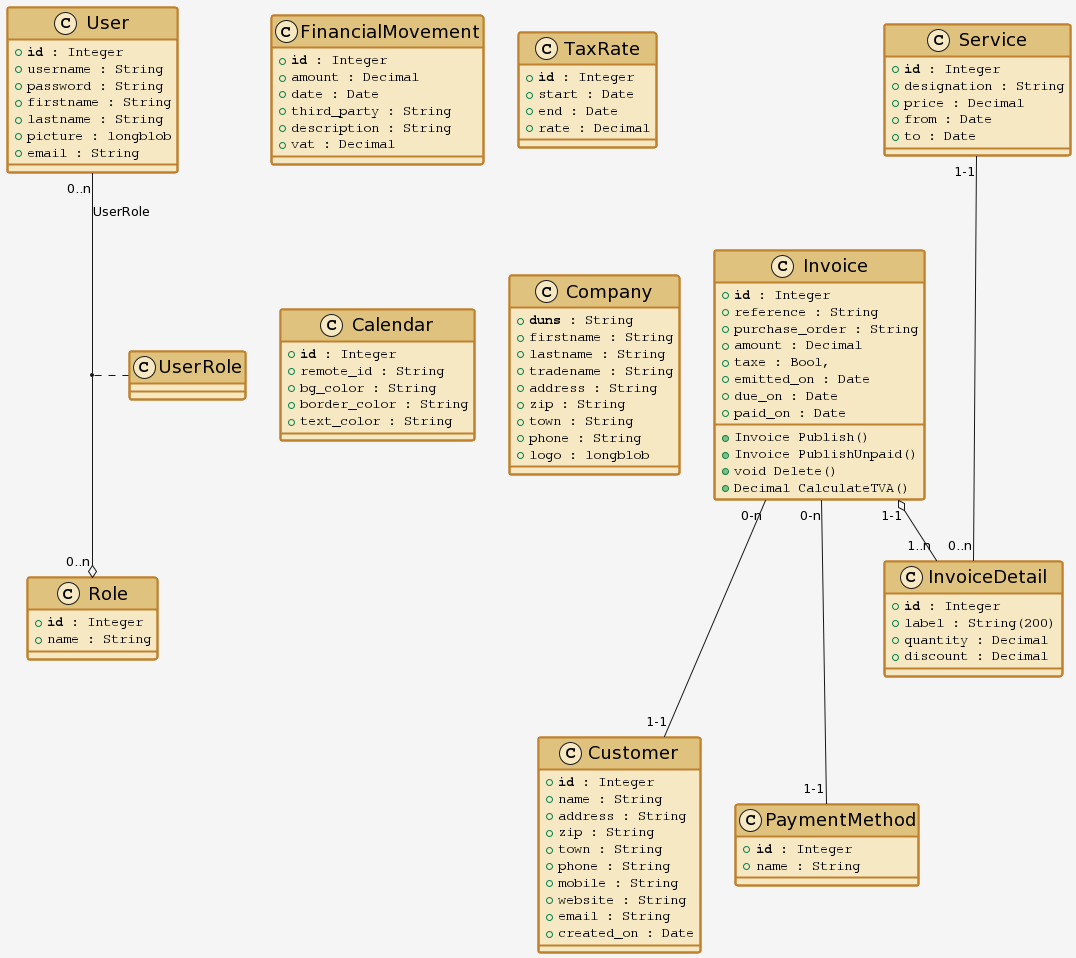 User
id : Integer
username : String
password : String
firstname : String
lastname : String
picture : longblob
email : String
FinancialMovement
id : Integer
amount : Decimal
date : Date
third_party : String
description : String
vat : Decimal
TaxRate
id : Integer
start : Date
end : Date
rate : Decimal
Service
id : Integer
designation : String
price : Decimal
from : Date
to : Date
0..n
UserRole
1-1
UserRole
Calendar
id : Integer
remote_id : String
bg_color : String
border_color : String
text_color : String
Company
duns : String
firstname : String
lastname : String
tradename : String
address : String
zip : String
town : String
phone : String
logo : longblob
Invoice
id : Integer
reference : String
purchase_order : String
amount : Decimal
taxe : Bool,
emitted_on : Date
due_on : Date
paid_on : Date
Invoice Publish()
Invoice PublishUnpaid()
void Delete()
Decimal CalculateTVA()
0-n
0-n
1-1
1..n
0..n
0..n
Role
id : Integer
name : String
InvoiceDetail
id : Integer
label : String(200)
quantity : Decimal
discount : Decimal
1-1
1-1
Customer
id : Integer
name : String
address : String
zip : String
town : String
phone : String
mobile : String
website : String
email : String
created_on : Date
PaymentMethod
id : Integer
name : String